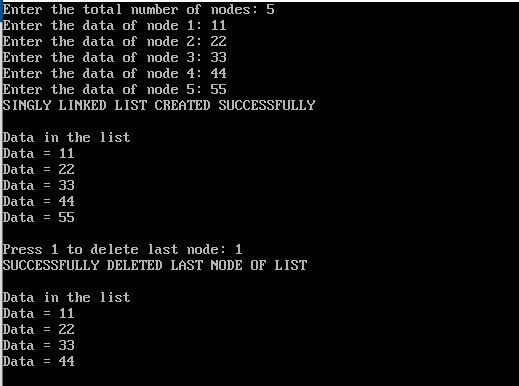 Enter the total number of nodes: 5
Enter the data of node 1: 11
Enter the data of node 2: 22
Enter the data of node 3: 33
Enter the data of node 4: 44
Enter the data of node 5: 55
SINGLY LINKED LIST CREATED SUCCESSFULLY
Data in the list
Data = 11
Data = 22
Data = 33
Data = 44
Data = 55
Press 1 to delete last node: 1
SUCCESSFULLY DELETED LAST NODE OF LIST
Data in the list
Data = 11
Data = 22
Data = 33
Data = 44